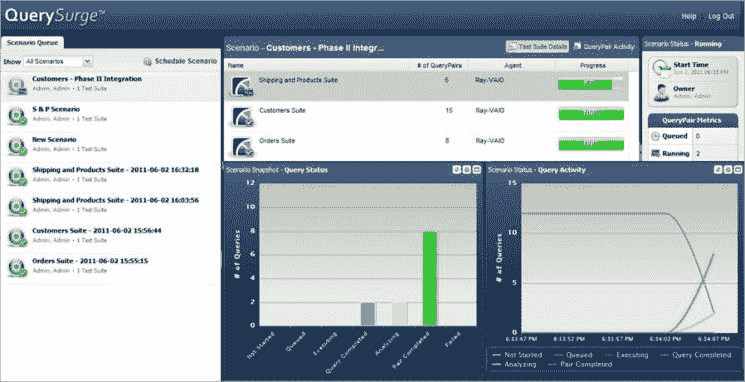 QuerySurge™
Help | Log Out
Scenario Queue
Show All Scenarios Schedule Scenario
Customers - Phase II Integration
Admin, Admin • 1 Test Suite
S & P Scenario
Admin, Admin • 1 Test Suite
New Scenario
Admin, Admin • 1 Test Suite
Shipping and Products Suite - 2011-06-02 16:32:18
Admin, Admin • 1 Test Suite
Shipping and Products Suite - 2011-06-02 16:03:56
Admin, Admin • 1 Test Suite
Customers Suite - 2011-06-02 15:56:44
Admin, Admin • 1 Test Suite
Orders Suite - 2011-06-02 15:55:15
Admin, Admin • 1 Test Suite
Scenario - Customers - Phase II Integr...
Test Suite Details QueryPair Activity
Name # of QueryPairs Agent Progress
Shipping and Products Suite 6 Ray-VAIO
Customers Suite 15 Ray-VAIO
Orders Suite 8 Ray-VAIO
Scenario Status - Running
Start Time
Jun 2, 2011 06:33 PM
Owner
Admin, Admin
QueryPair Metrics
Queued 0
Running 2
Scenario Snapshot - Query Status
# of Queries
12
10
8
6
4
2
0
Not Started
Queued
Executing
Query Completed
Analyzing
Pair Completed
Failed
Scenario Status - Query Activity
# of Queries
15
10
5
0
6:33:47 PM 6:33:52 PM 6:33:57 PM 6:34:02 PM 6:34:07 PM
Not Started Queued Executing Query Completed
Analyzing Pair Completed